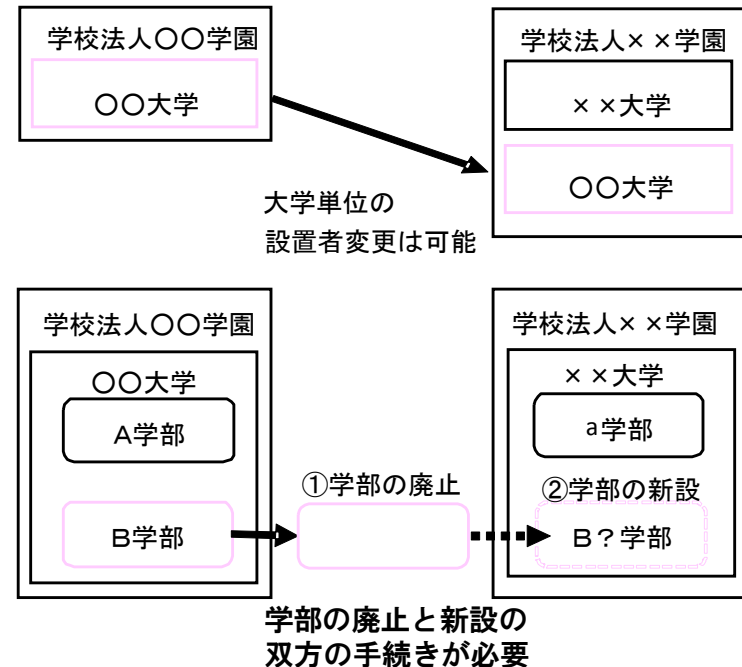 学校法人〇〇学園
〇〇大学
学校法人××学園
××大学
〇〇大学
大学単位の
設置者変更は可能
学校法人〇〇学園
〇〇大学
A学部
B学部
①学部の廃止
学校法人××学園
××大学
a学部
②学部の新設
B?学部
学部の廃止と新設の
双方の手続きが必要